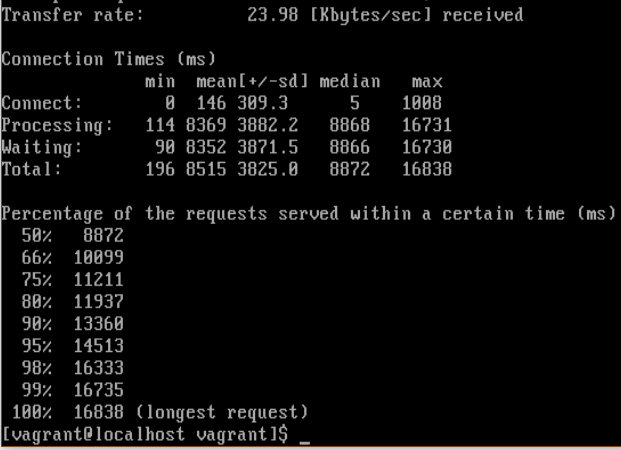 Transfer rate:          23.98 [Kbytes/sec] received

Connection Times (ms)
              min  mean[+/-sd] median   max
Connect:        0  146 309.3      5    1008
Processing:   114 8369 3882.2   8868   16731
Waiting:       90 8352 3871.5   8866   16730
Total:        196 8515 3825.0   8872   16838

Percentage of the requests served within a certain time (ms)
  50%   8872
  66%  10099
  75%  11211
  80%  11937
  90%  13360
  95%  14513
  98%  16333
  99%  16735
 100%  16838 (longest request)
[vagrant@localhost vagrant]$ _